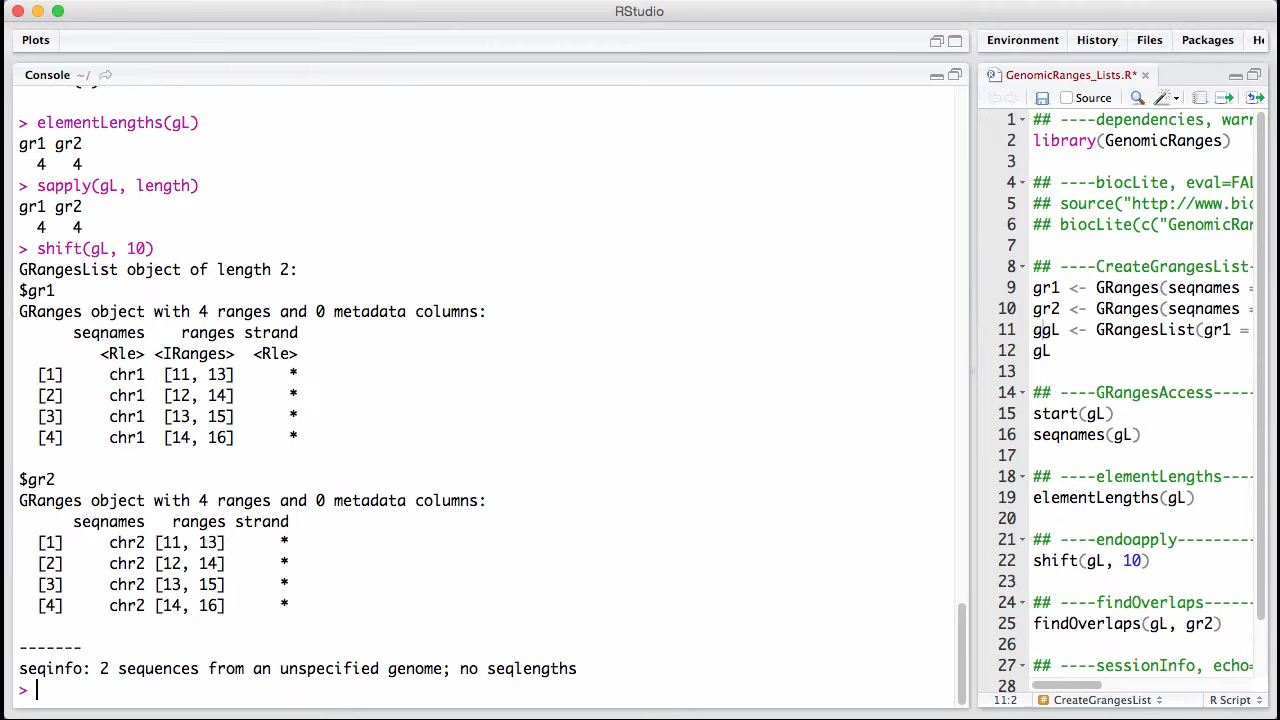 RStudio
Plots
Console ~/
> elementLengths(gL)
gr1 gr2
4 4
> sapply(gL, length)
gr1 gr2
4 4
> shift(gL, 10)
GRangesList object of length 2:
$gr1
GRanges object with 4 ranges and 0 metadata columns:
seqnames ranges strand
<Rle> <IRanges> <Rle>
[1] chr1 [11, 13] *
[2] chr1 [12, 14] *
[3] chr1 [13, 15] *
[4] chr1 [14, 16] *
$gr2
GRanges object with 4 ranges and 0 metadata columns:
seqnames ranges strand
[1] chr2 [11, 13] *
[2] chr2 [12, 14] *
[3] chr2 [13, 15] *
[4] chr2 [14, 16] *
-------
seqinfo: 2 sequences from an unspecified genome; no seqlengths
>
Environment History Files Packages He
GenomicRanges_Lists.R*
Source
1 ## ----dependencies, warr
2 library(GenomicRanges)
3
4 ## ----biocLite, eval=FAL
5 ## source("http://www.bio
6 ## biocLite(c("GenomicRar
7
8 ## ----CreateGrangesList-
9 gr1 <- GRanges(seqnames =
10 gr2 <- GRanges(seqnames =
11 ggL <- GRangesList(gr1 =
12 gL
13
14 ## ----GRangesAccess-----
15 start(gL)
16 seqnames(gL)
17
18 ## ----elementLengths----
19 elementLengths(gL)
20
21 ## ----endoapply---------
22 shift(gL, 10)
23
24 ## ----findOverlaps------
25 findOverlaps(gL, gr2)
26
27 ## ----sessionInfo, echo=
28
11:2 CreateGrangesList R Script